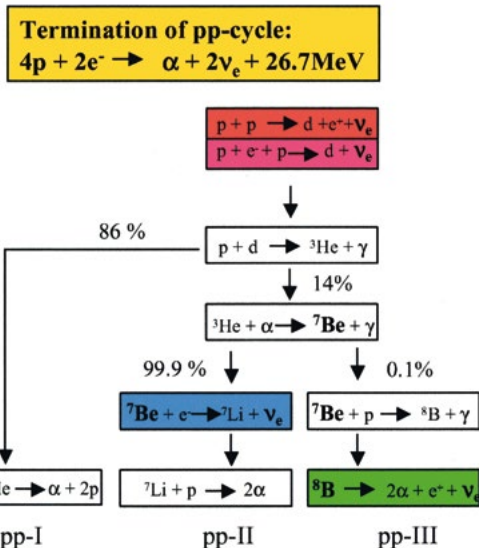 Termination of pp-cycle:
4p + 2e⁻ → α + 2νₑ + 26.7MeV
p + p → d +e⁺+νₑ
p + e⁻ + p → d + νₑ
86 %
p + d → ³He + γ
14%
³He + α → ⁷Be + γ
99.9 %
0.1%
⁷Be + e⁻ → ⁷Li + νₑ
⁷Be + p → ⁸B + γ
→ α + 2p
⁷Li + p → 2α
⁸B → 2α + e⁺ + νₑ
pp-I
pp-II
pp-III